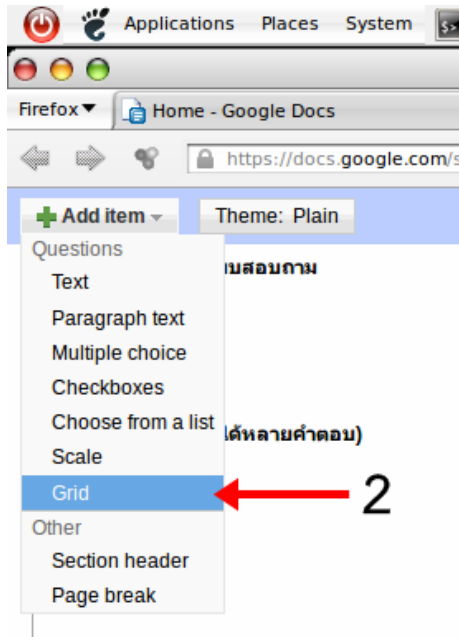 Applications Places System
Firefox
Home - Google Docs
https://docs.google.com/s
Add item Theme: Plain
Questions
Text
Paragraph text
Multiple choice
Checkboxes
Choose from a list
Scale
Grid
Other
Section header
Page break
บสอบถาม
ได้หลายคำตอบ)
2